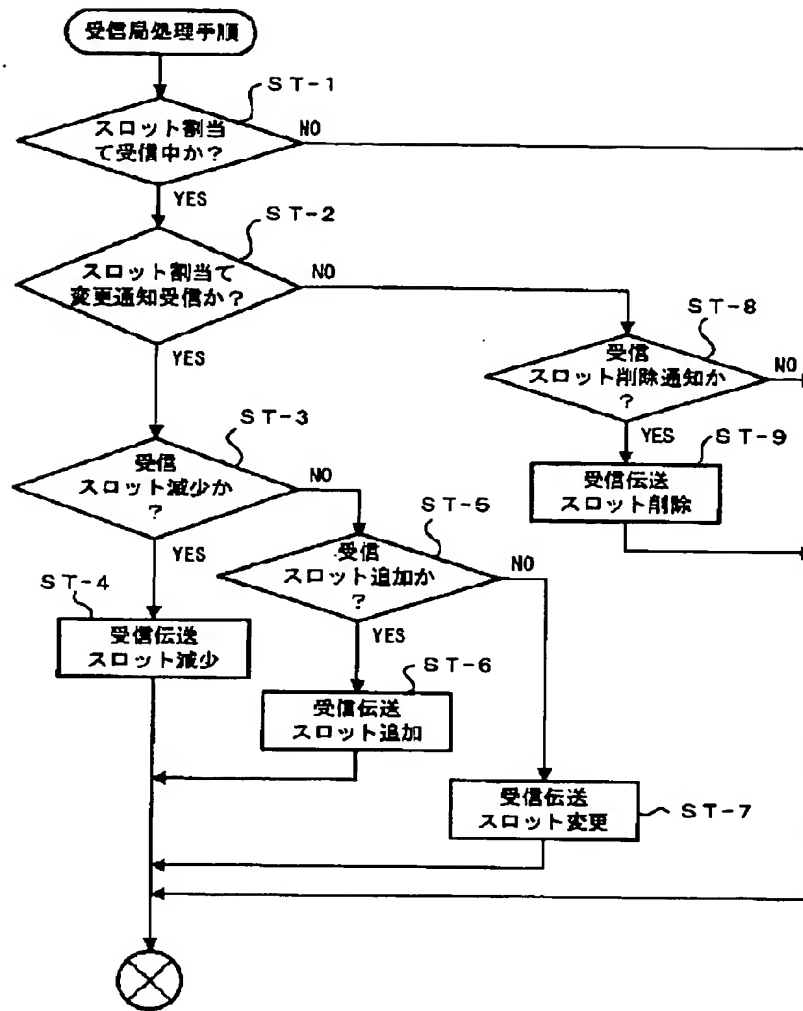 受信局処理手順
ST-1
スロット割当
て受信中か？
NO
YES
ST-2
スロット割当て
変更通知受信か？
NO
YES
ST-8
受信
スロット削除通知か
？
NO
YES
ST-9
受信伝送
スロット削除
ST-3
受信
スロット減少か
？
NO
YES
ST-5
受信
スロット追加か
？
NO
YES
ST-4
受信伝送
スロット減少
ST-6
受信伝送
スロット追加
受信伝送
スロット変更
ST-7